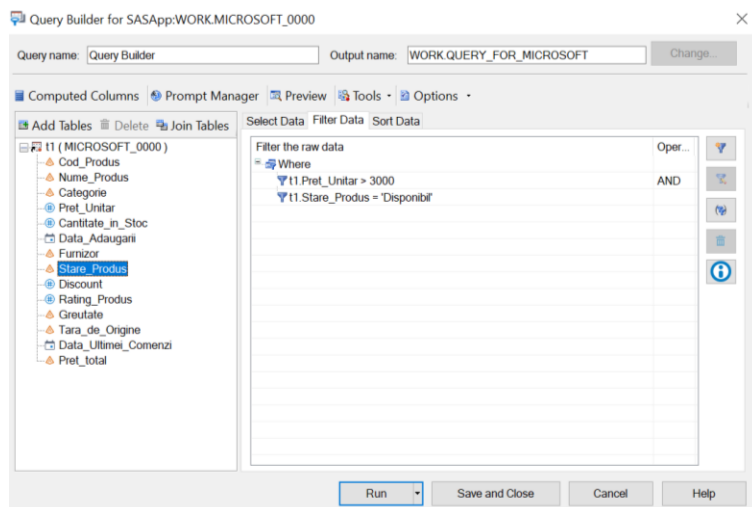 Query Builder for SASApp:WORK.MICROSOFT_0000
Query name: Query Builder Output name: WORK.QUERY_FOR_MICROSOFT Change...
Computed Columns Prompt Manager Preview Tools Options
Add Tables Delete Join Tables
Select Data Filter Data Sort Data
t1 ( MICROSOFT_0000 )
Cod_Produs
Nume_Produs
Categorie
Pret_Unitar
Cantitate_in_Stoc
Data_Adaugarii
Furnizor
Stare_Produs
Discount
Rating_Produs
Greutate
Tara_de_Origine
Data_Ultimei_Comenzi
Pret_total
Filter the raw data Oper...
Where
t1.Pret_Unitar > 3000 AND
t1.Stare_Produs = 'Disponibil'
Run Save and Close Cancel Help